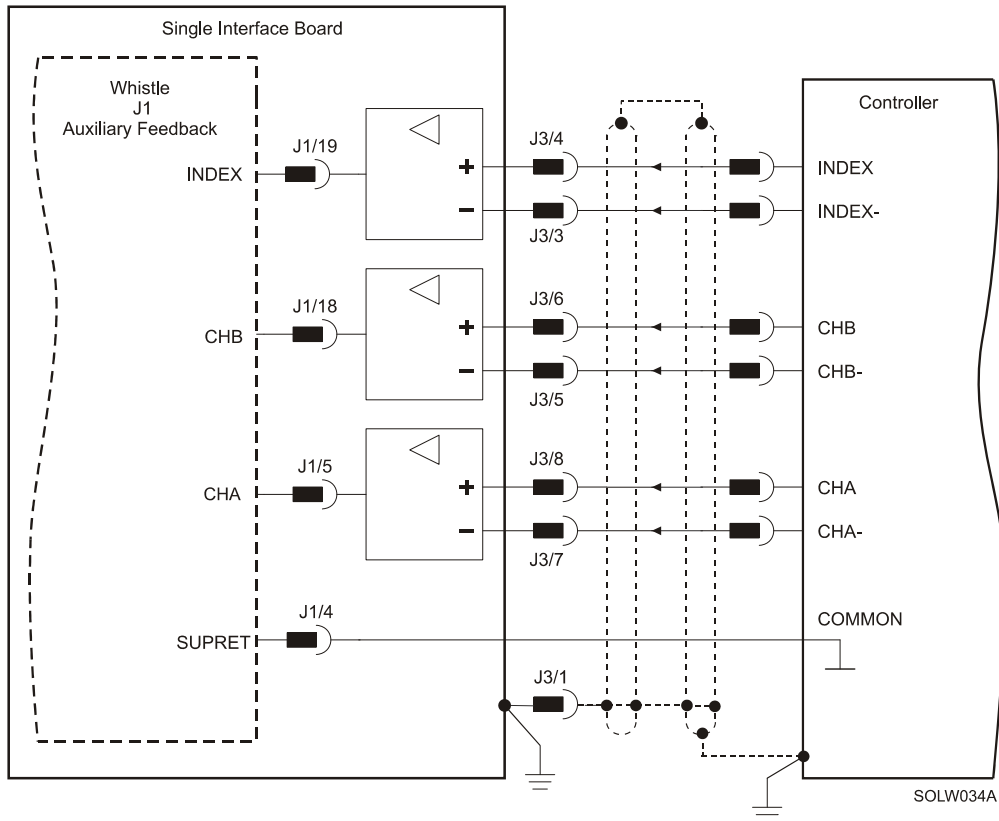 Single Interface Board
Whistle
J1
Auxiliary Feedback
Controller
J1/19
J3/4
INDEX
+
INDEX
-
INDEX-
J3/3
J1/18
J3/6
CHB
+
CHB
-
CHB-
J3/5
J1/5
J3/8
CHA
+
CHA
-
CHA-
J3/7
J1/4
COMMON
SUPRET
J3/1
SOLW034A